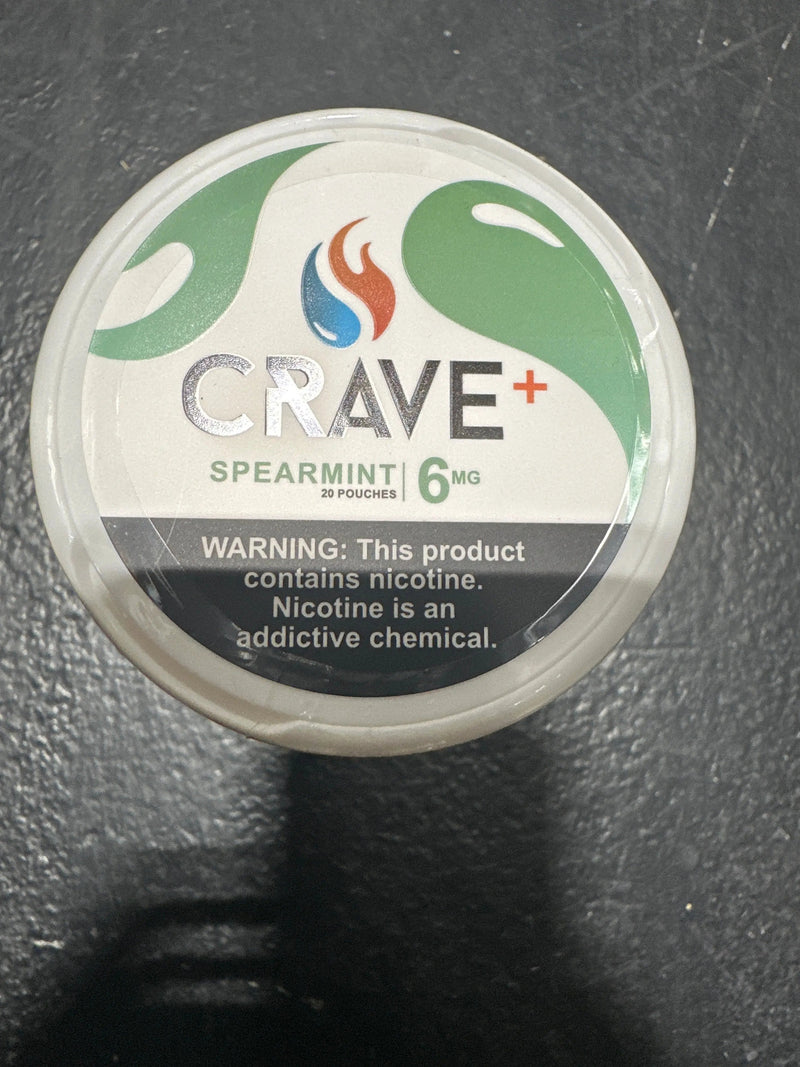 CRAVE+
SPEARMINT | 6MG
20 POUCHES
WARNING: This product
contains nicotine.
Nicotine is an
addictive chemical.